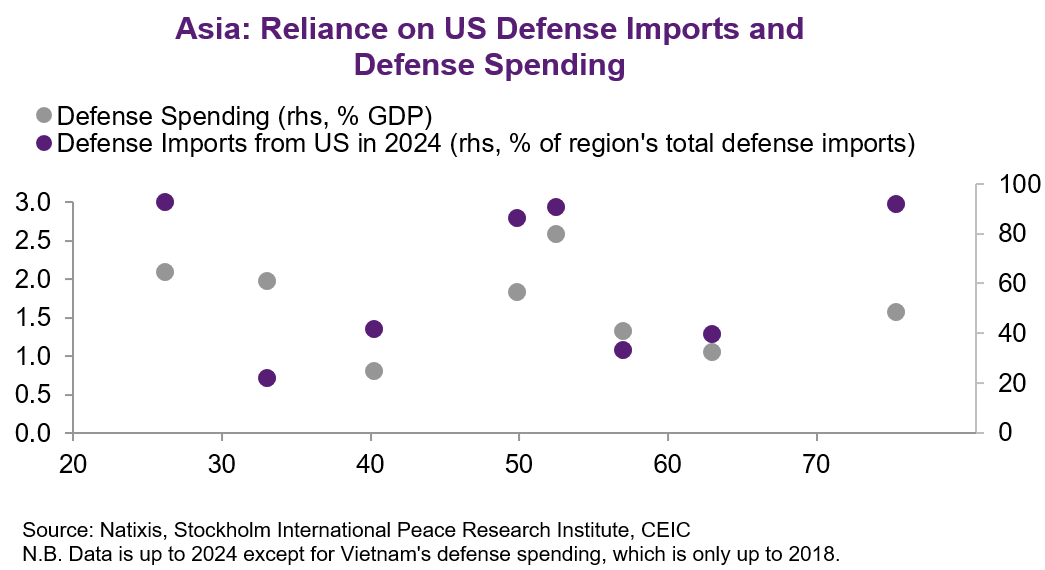 Asia: Reliance on US Defense Imports and
Defense Spending
Defense Spending (rhs, % GDP)
Defense Imports from US in 2024 (rhs, % of region's total defense imports)
3.0
2.5
2.0
1.5
1.0
0.5
0.0
100
80
60
40
20
0
20 30 40 50 60 70
Source: Natixis, Stockholm International Peace Research Institute, CEIC
N.B. Data is up to 2024 except for Vietnam's defense spending, which is only up to 2018.